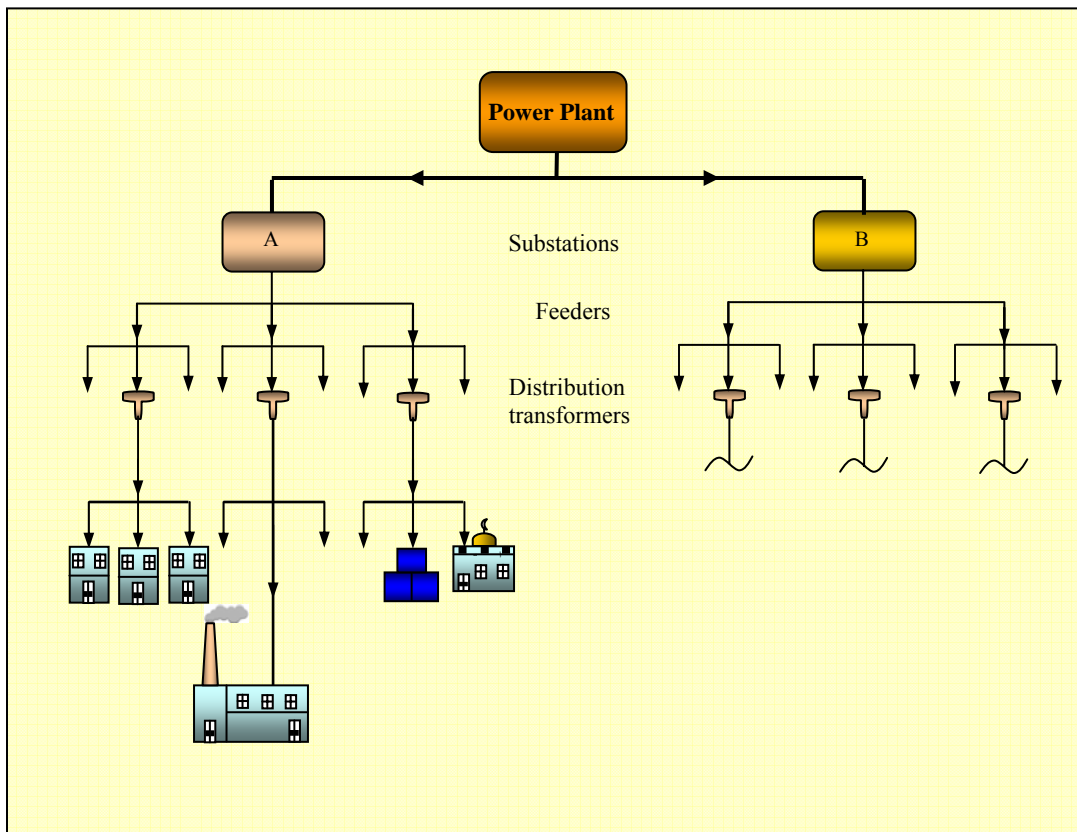 Power Plant
A
Substations
B
Feeders
Distribution
transformers